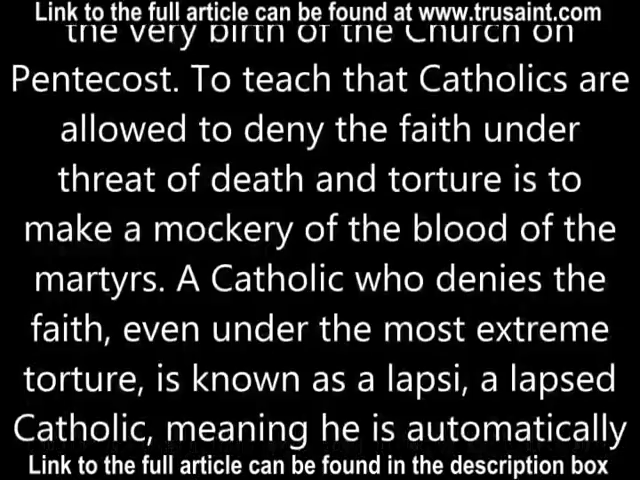 Link to the full article can be found at www.trusaint.com
the very birth of the Church on
Pentecost. To teach that Catholics are
allowed to deny the faith under
threat of death and torture is to
make a mockery of the blood of the
martyrs. A Catholic who denies the
faith, even under the most extreme
torture, is known as a lapsi, a lapsed
Catholic, meaning he is automatically
Link to the full article can be found in the description box